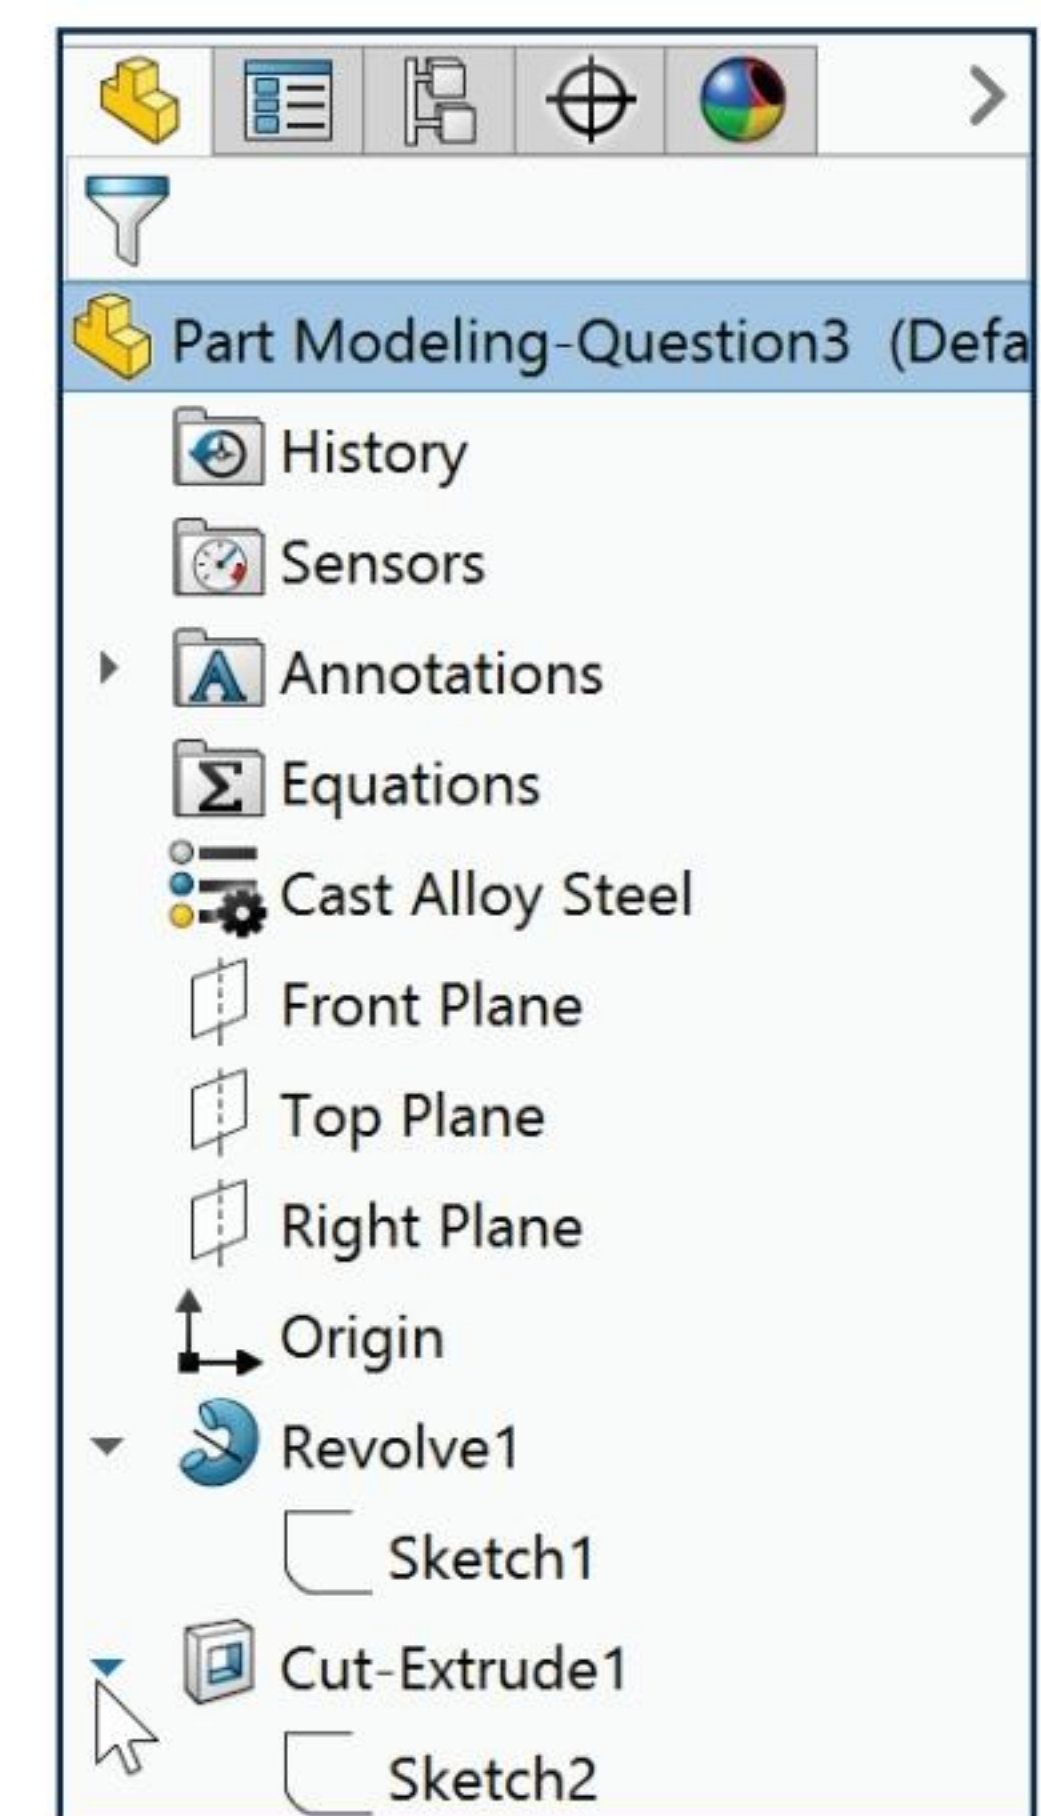 Part Modeling-Question3 (Defa
History
Sensors
A Annotations
Σ Equations
Cast Alloy Steel
Front Plane
Top Plane
Right Plane
Origin
Revolve1
Sketch1
Cut-Extrude1
Sketch2